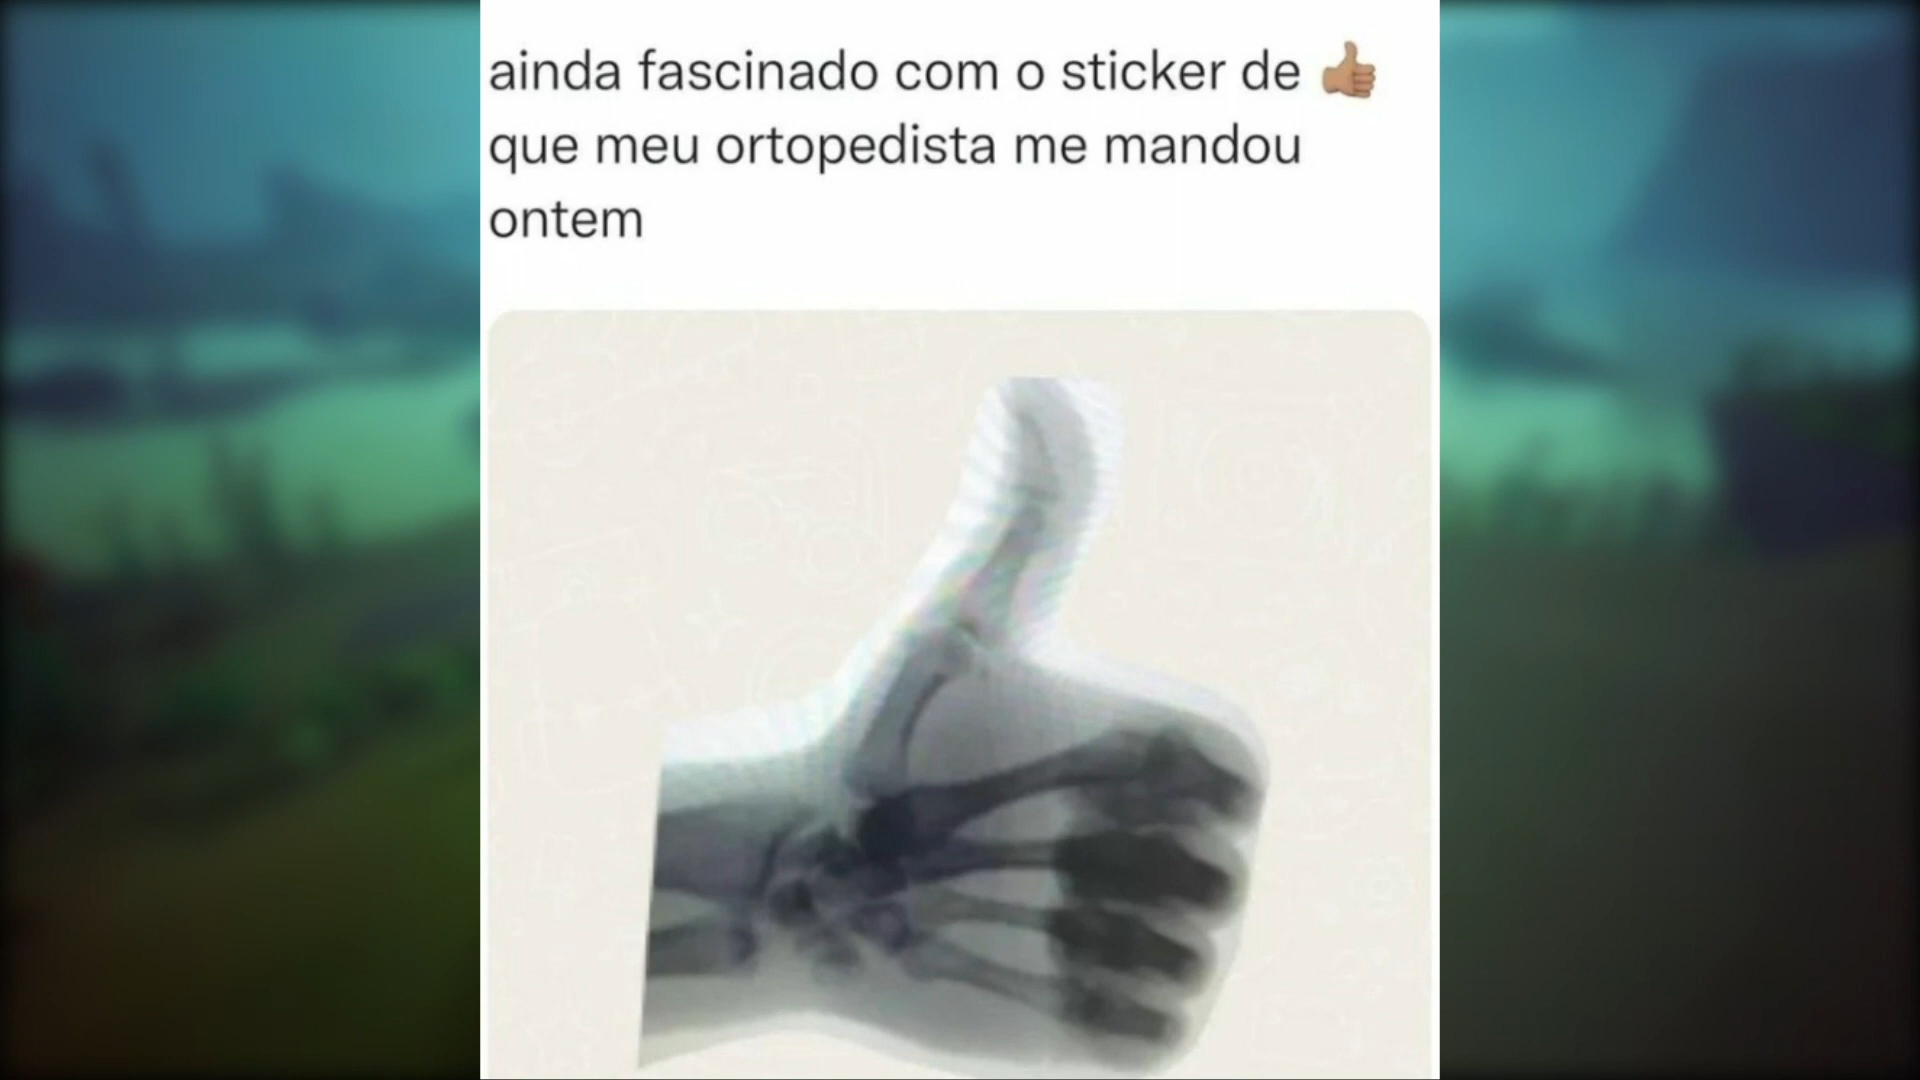 ainda fascinado com o sticker de 👍🏽
que meu ortopedista me mandou
ontem